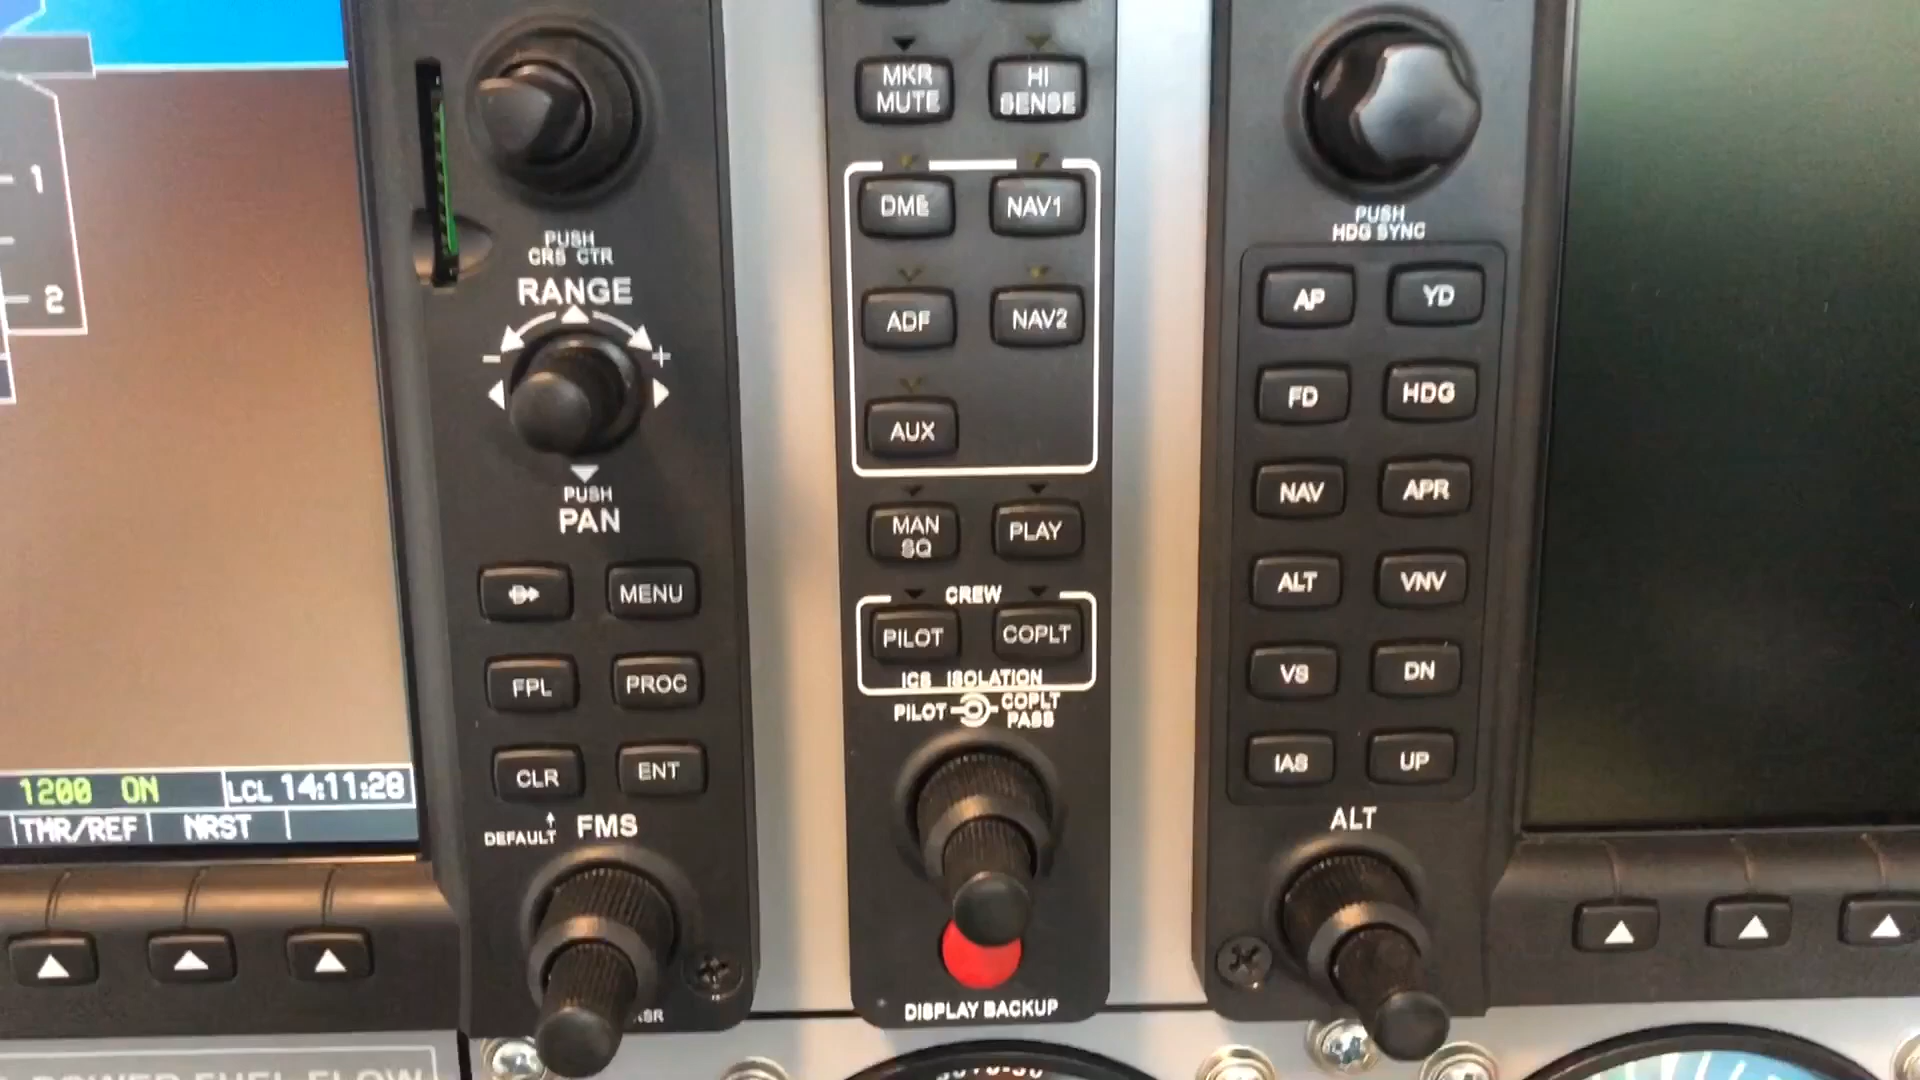 1
2
1200 ON
LCL 14:11:28
TMR/REF
NRST
PUSH
CRS CTR
RANGE
- +
PUSH
PAN
MENU
FPL
PROC
CLR
ENT
DEFAULT
FMS
DISPLAY BACKUP
MKR
MUTE
HI
SENSE
DME
NAV1
ADF
NAV2
AUX
MAN
SQ
PLAY
CREW
PILOT
COPLT
ICS ISOLATION
PILOT
COPLT
PASS
PUSH
HDG SYNC
AP
YD
FD
HDG
NAV
APR
ALT
VNV
VS
DN
IAS
UP
ALT
POWER FUEL FLOW